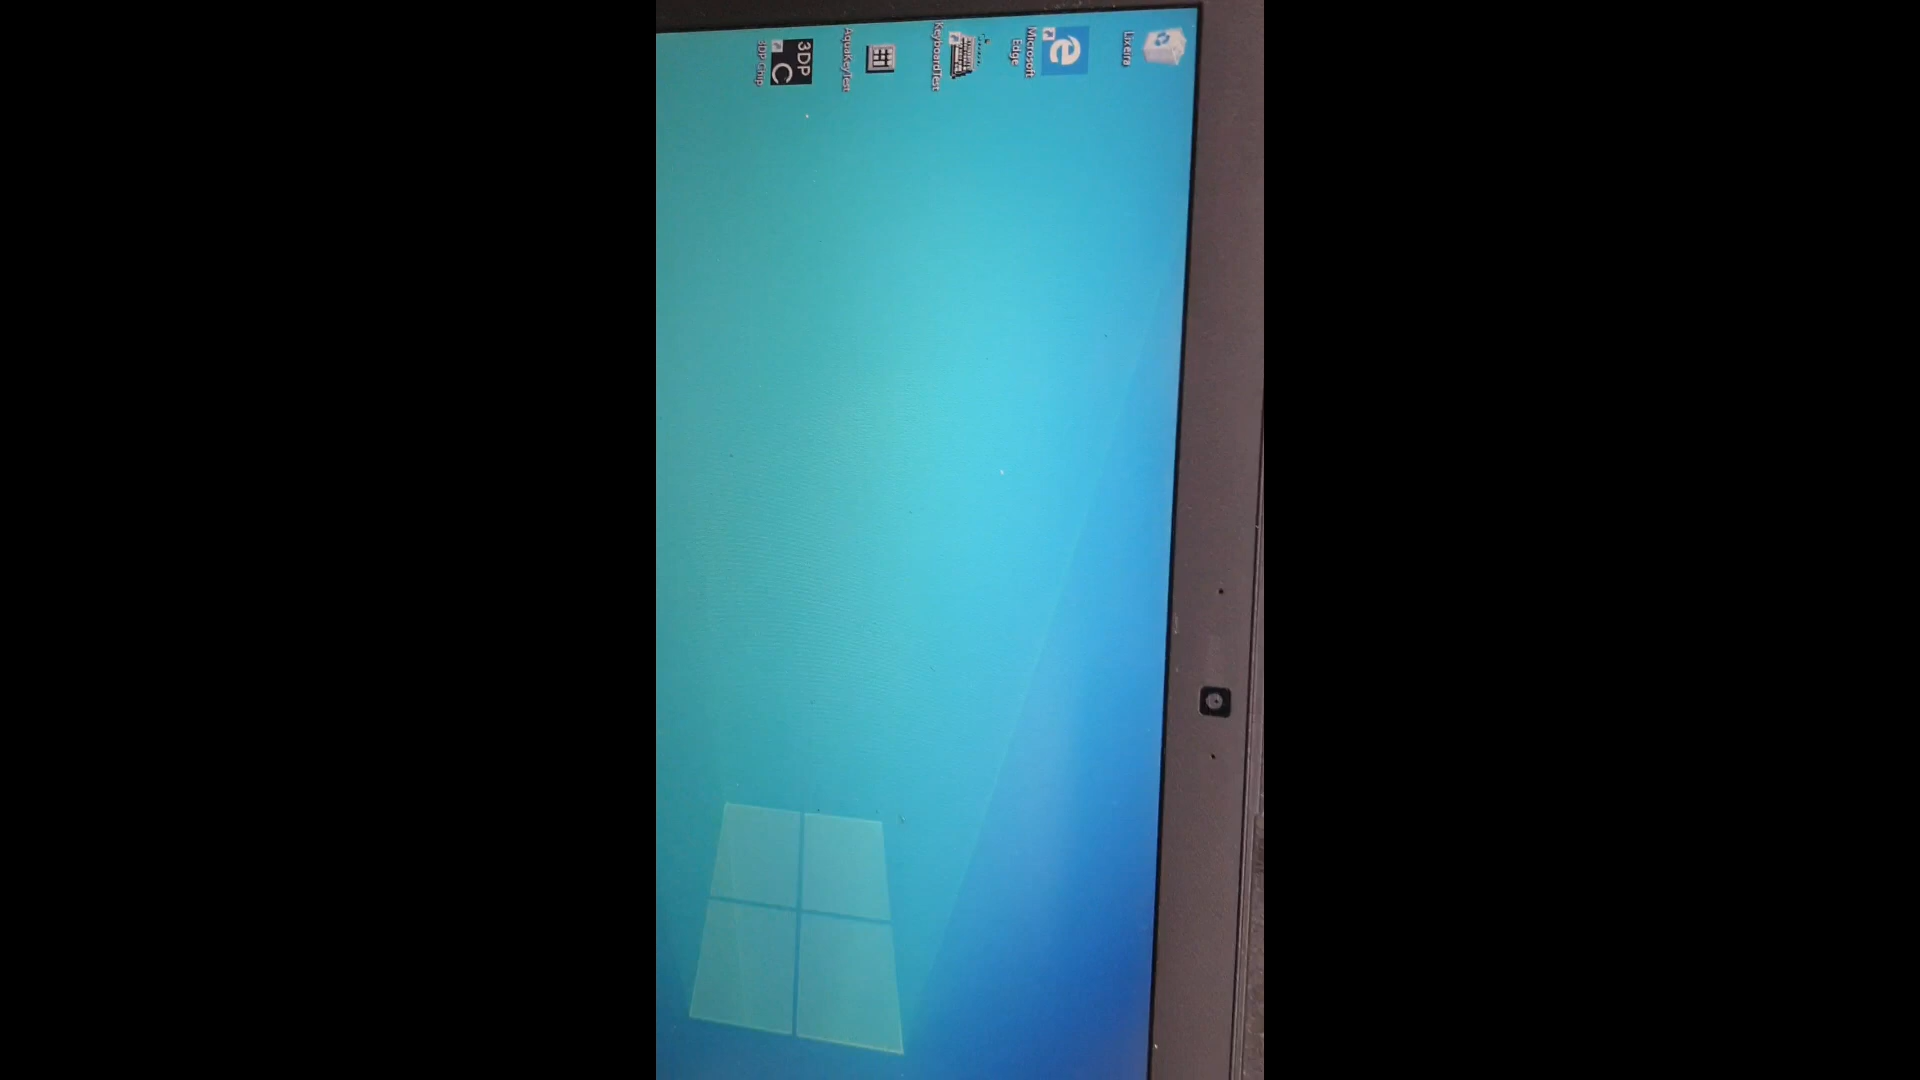 Lixeira
Microsoft
Edge
KeyboardTest
AquaKeyTest
3DP
C
3DP Chip